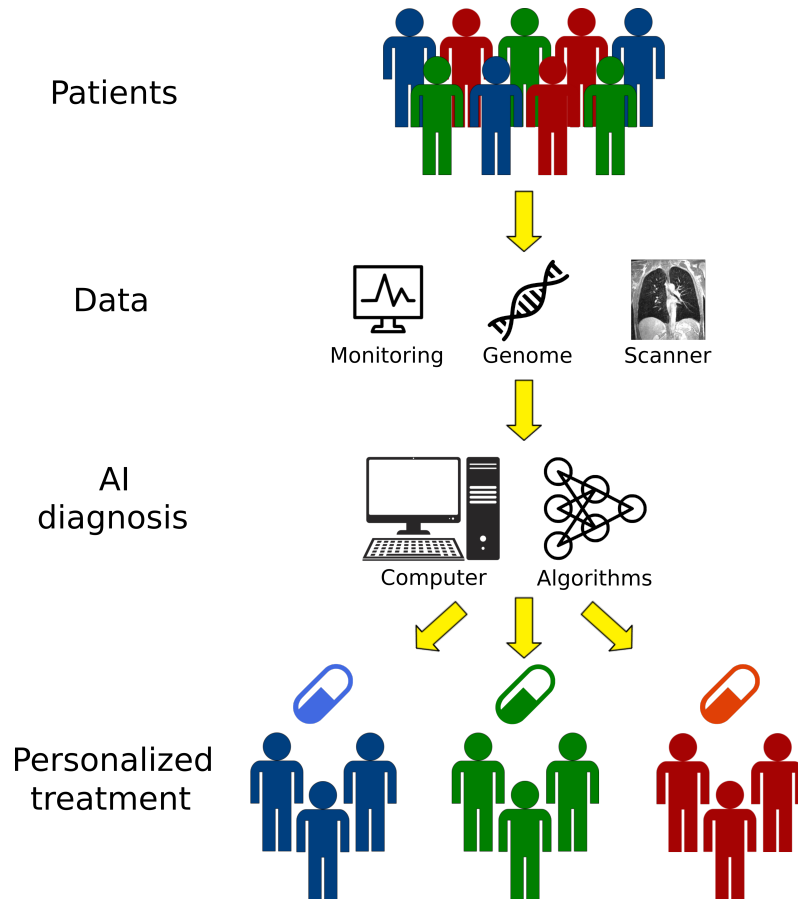 Patients
Data
Monitoring
Genome
Scanner
AI
diagnosis
Computer
Algorithms
Personalized
treatment